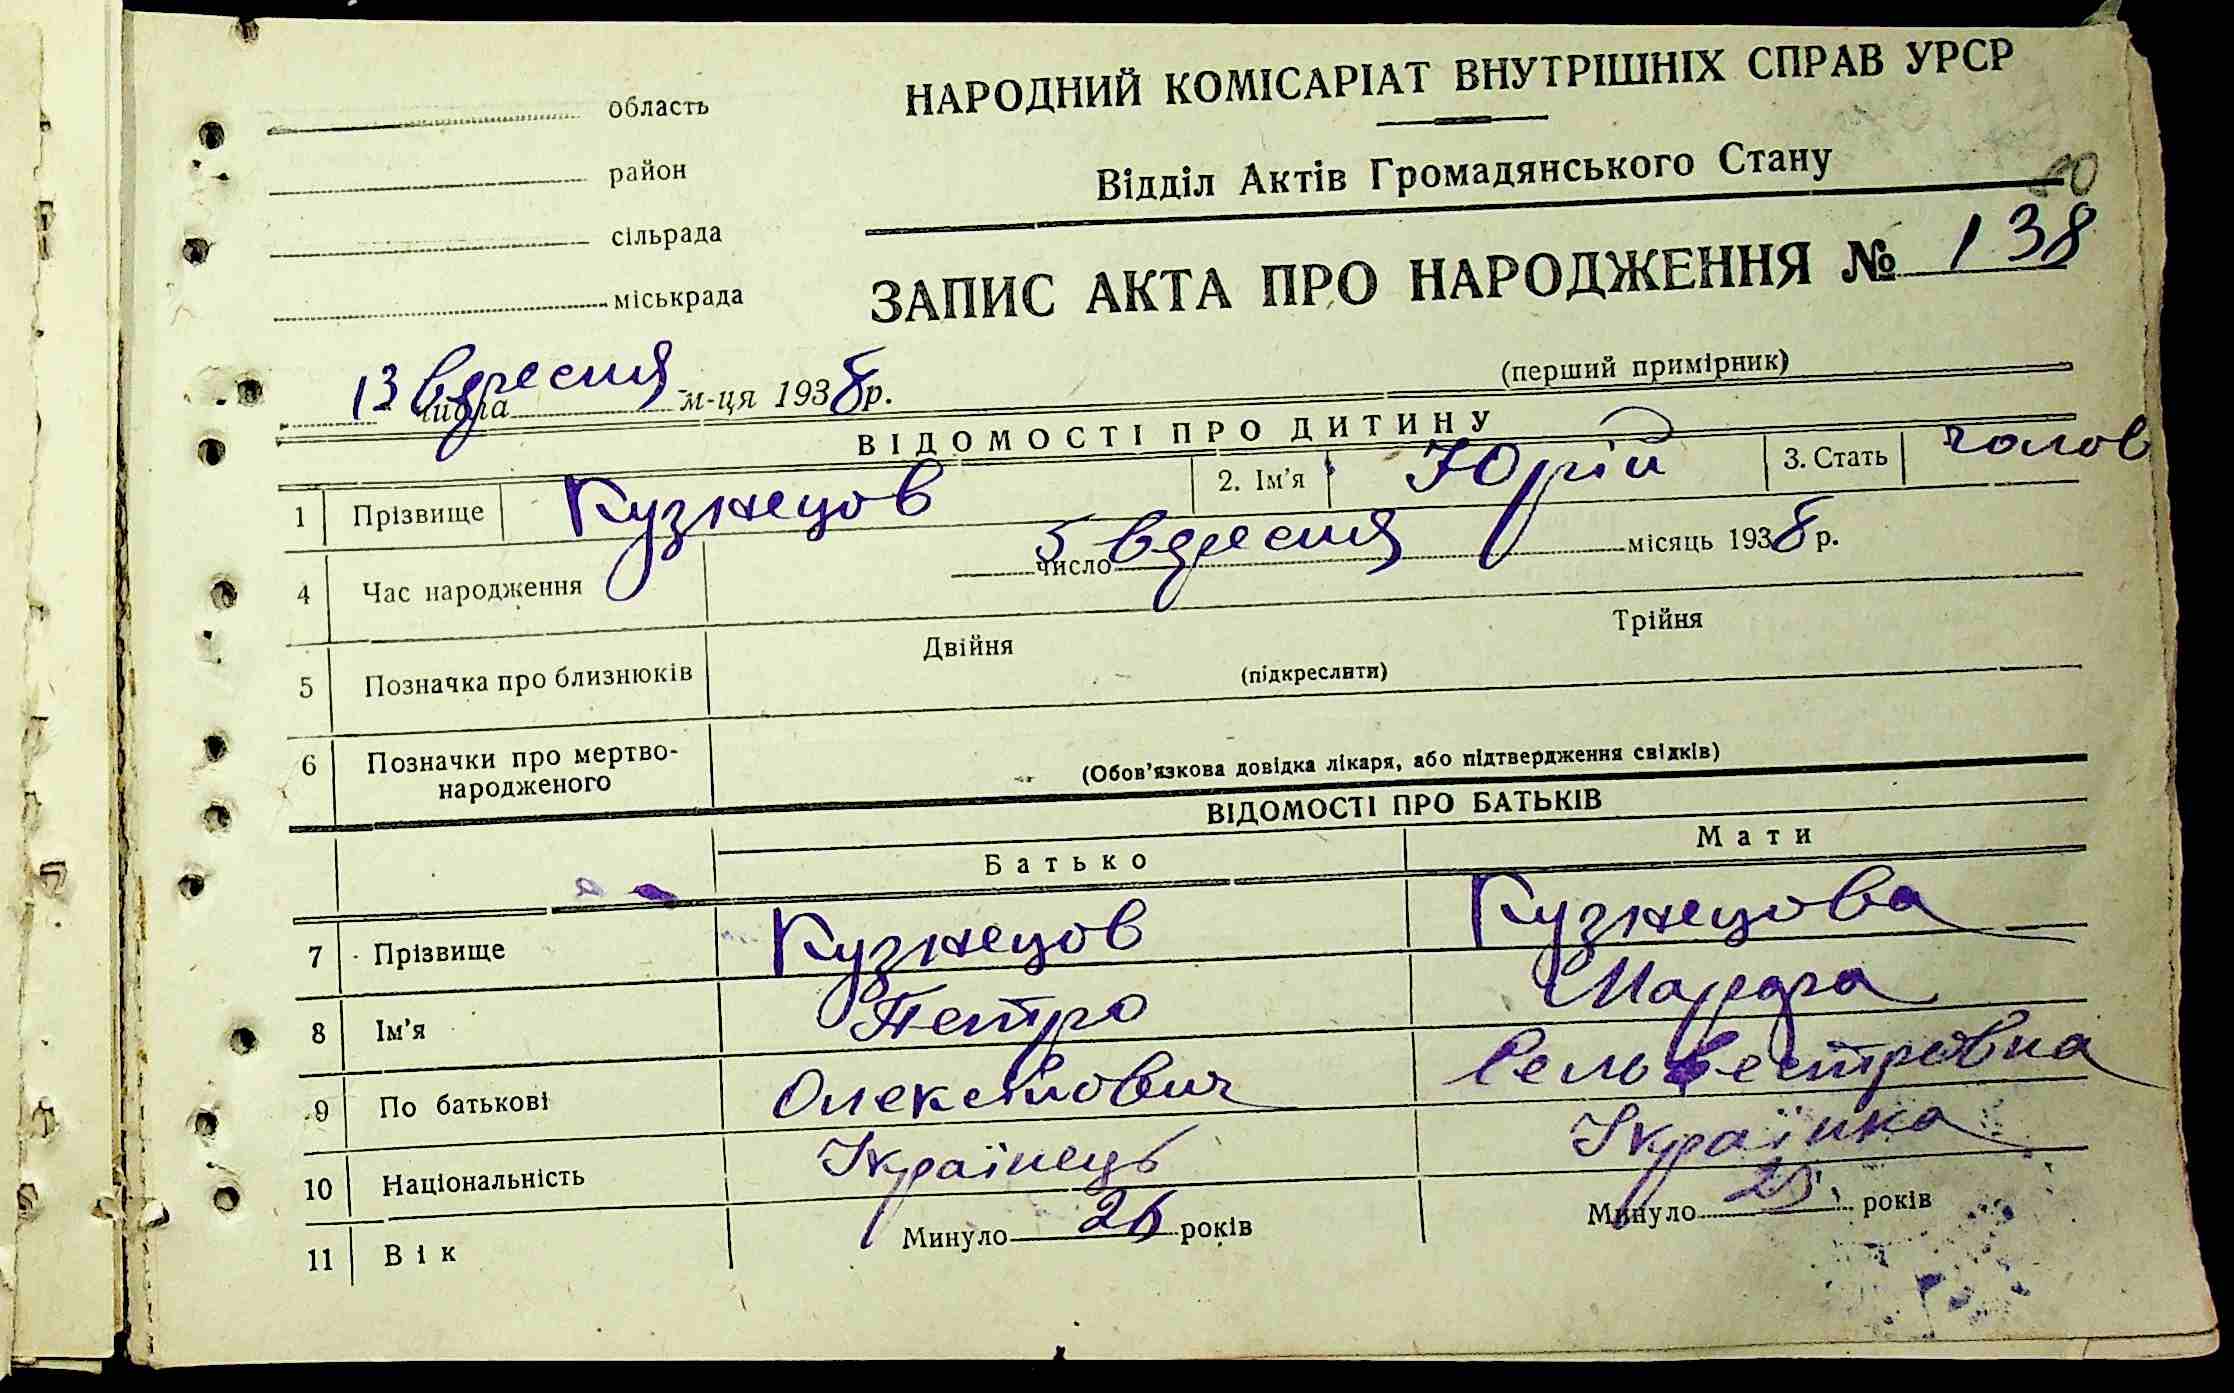 область
район
сільрада
міськрада
НАРОДНИЙ КОМІСАРІАТ ВНУТРІШНІХ СПРАВ УРСР
Відділ Актів Громадянського Стану
ЗАПИС АКТА ПРО НАРОДЖЕННЯ № 138
(перший примірник)
13 числа вересня м-ця 1938 р.
ВІДОМОСТІ ПРО ДИТИНУ
1 Прізвище Кузнецов 2. Ім'я Юрій 3. Стать чолов
4 Час народження 5 число вересня місяць 1938 р.
5 Позначка про близнюків Двійня (підкреслити) Трійня
6 Позначки про мертво-
народженого (Обов'язкова довідка лікаря, або підтвердження свідків)
ВІДОМОСТІ ПРО БАТЬКІВ
Батько Мати
7 Прізвище Кузнецов Кузнецова
8 Ім'я Петро
9 По батькові Олексійович Сельвестровна
10 Національність Українець Українка
11 Вік Минуло 26 років Минуло років